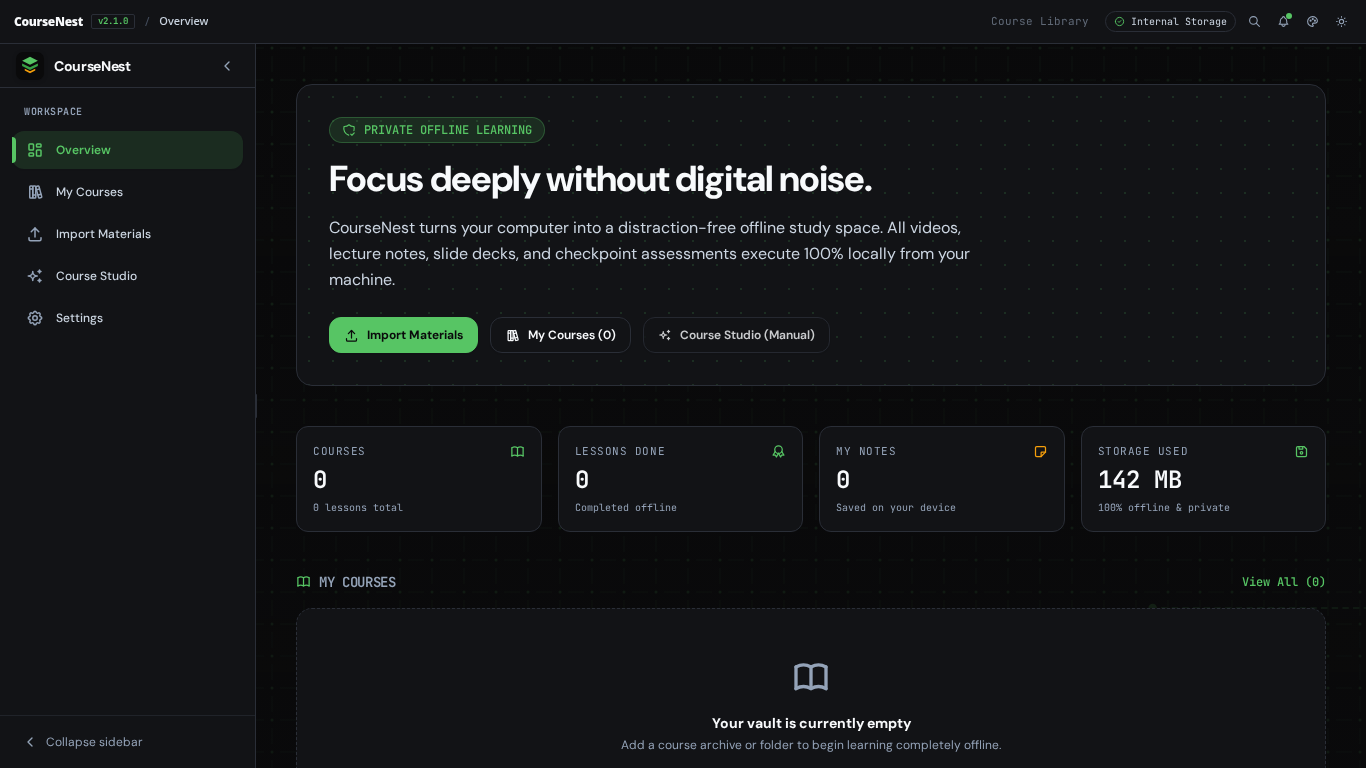 CourseNest v2.1.0 / Overview
Course Library Internal Storage
CourseNest
WORKSPACE
Overview
My Courses
Import Materials
Course Studio
Settings
Collapse sidebar
PRIVATE OFFLINE LEARNING
Focus deeply without digital noise.
CourseNest turns your computer into a distraction-free offline study space. All videos,
lecture notes, slide decks, and checkpoint assessments execute 100% locally from your
machine.
Import Materials
My Courses (0)
Course Studio (Manual)
COURSES
0
0 lessons total
LESSONS DONE
0
Completed offline
MY NOTES
0
Saved on your device
STORAGE USED
142 MB
100% offline & private
MY COURSES
View All (0)
Your vault is currently empty
Add a course archive or folder to begin learning completely offline.